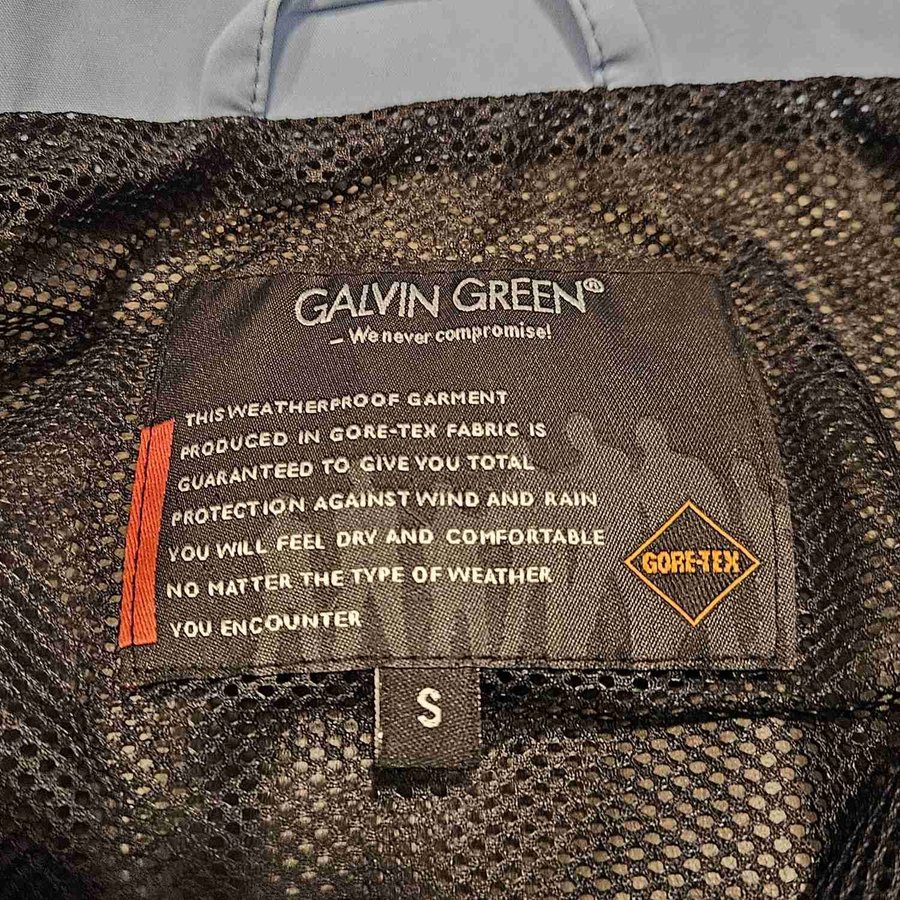 GALVIN GREEN®
– We never compromise!
THIS WEATHERPROOF GARMENT
PRODUCED IN GORE-TEX FABRIC IS
GUARANTEED TO GIVE YOU TOTAL
PROTECTION AGAINST WIND AND RAIN
YOU WILL FEEL DRY AND COMFORTABLE
NO MATTER THE TYPE OF WEATHER
YOU ENCOUNTER
GORE-TEX
S